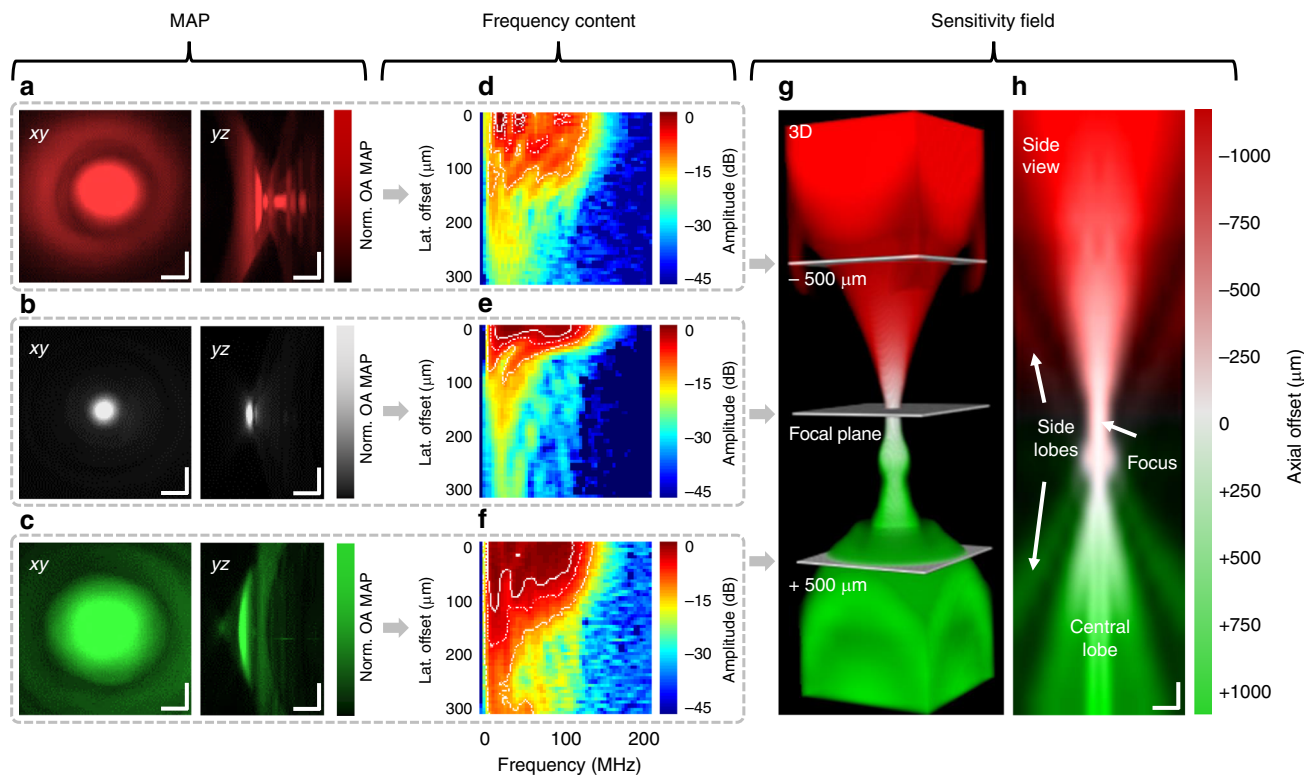 MAP
Frequency content
Sensitivity field
a
xy
yz
Norm. OA MAP
d
Lat. offset (µm)
0
100
200
300
0
–15
–30
–45
Amplitude (dB)
b
xy
yz
Norm. OA MAP
e
Lat. offset (µm)
0
100
200
300
0
–15
–30
–45
Amplitude (dB)
c
xy
yz
Norm. OA MAP
f
Lat. offset (µm)
0
100
200
300
0
–15
–30
–45
Amplitude (dB)
0
100
200
Frequency (MHz)
g
3D
– 500 µm
Focal plane
+ 500 µm
h
Side
view
Side
lobes
Focus
Central
lobe
–1000
–750
–500
–250
0
+250
+500
+750
+1000
Axial offset (µm)